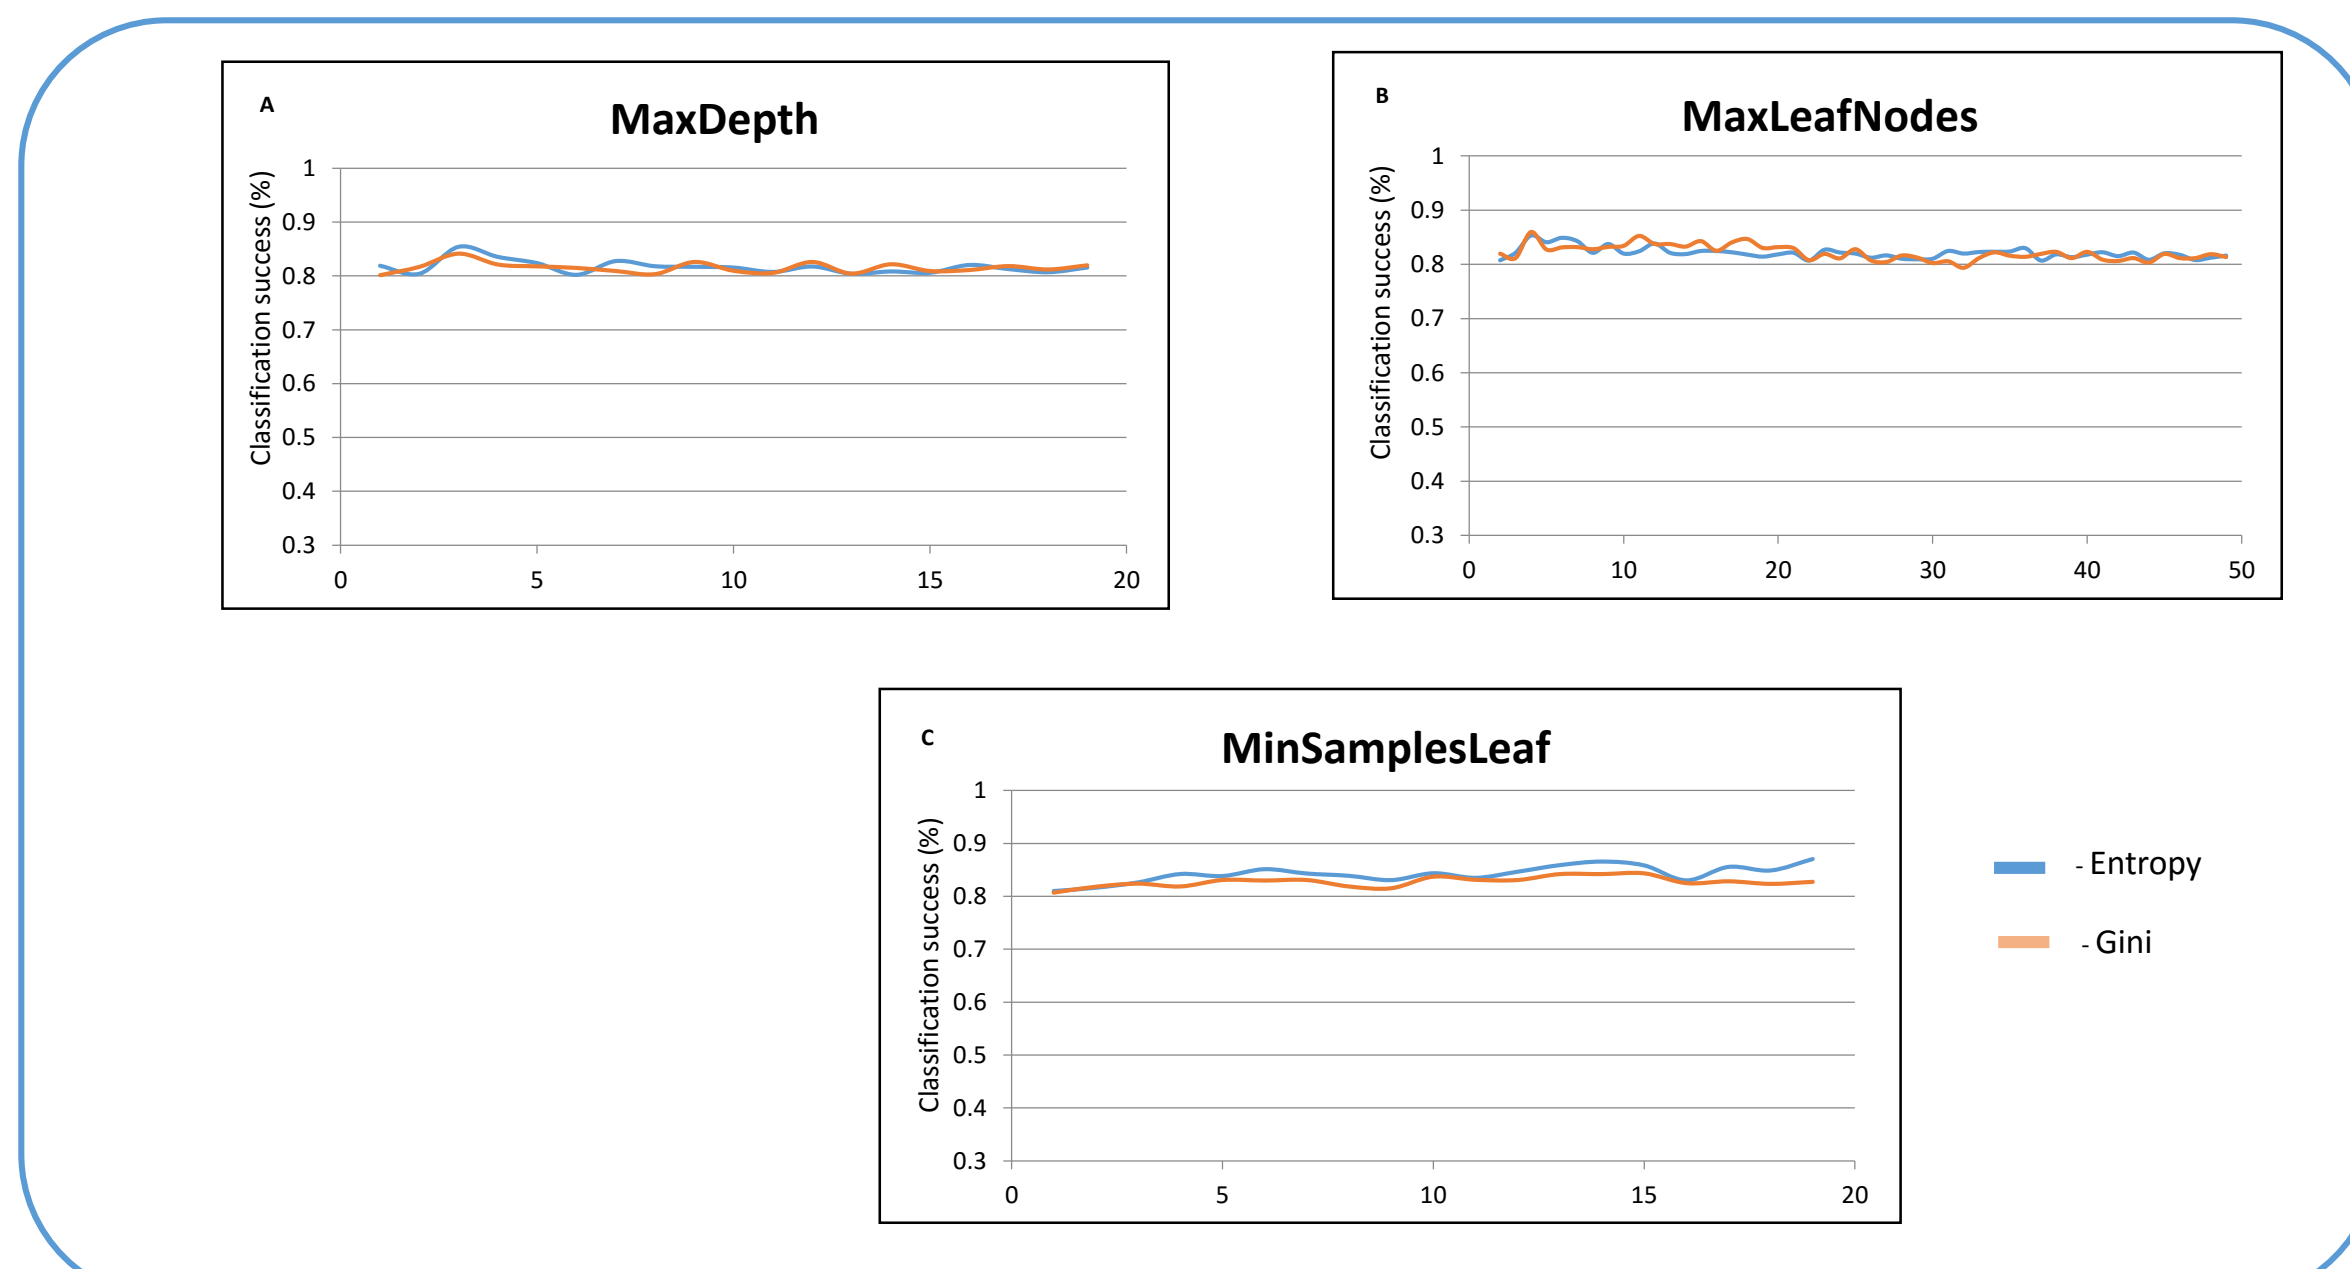 A
MaxDepth
Classification success (%)
1
0.9
0.8
0.7
0.6
0.5
0.4
0.3
0 5 10 15 20
B
MaxLeafNodes
Classification success (%)
1
0.9
0.8
0.7
0.6
0.5
0.4
0.3
0 10 20 30 40 50
C
MinSamplesLeaf
Classification success (%)
1
0.9
0.8
0.7
0.6
0.5
0.4
0.3
0 5 10 15 20
- Entropy
- Gini